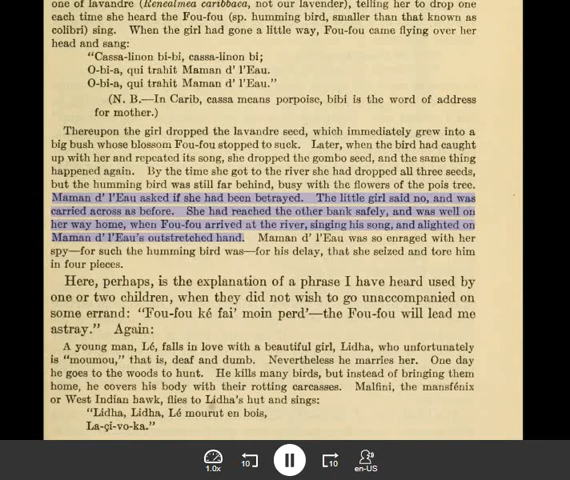 one of lavandre (Renealmea caribbaca, not our lavender), telling her to drop one
each time she heard the Fou-fou (sp. humming bird, smaller than that known as
colibri) sing. When the girl had gone a little way, Fou-fou came flying over her
head and sang:
“Cassa-linon bi-bi, cassa-linon bi;
O-bi-a, qui trahit Maman d’ l’Eau.
O-bi-a, qui trahit Maman d’ l’Eau.”
(N. B.—In Carib, cassa means porpoise, bibi is the word of address
for mother.)
Thereupon the girl dropped the lavandre seed, which immediately grew into a
big bush whose blossom Fou-fou stopped to suck. Later, when the bird had caught
up with her and repeated its song, she dropped the gombo seed, and the same thing
happened again. By the time she got to the river she had dropped all three seeds,
but the humming bird was still far behind, busy with the flowers of the pois tree.
Maman d’ l’Eau asked if she had been betrayed. The little girl said no, and was
carried across as before. She had reached the other bank safely, and was well on
her way home, when Fou-fou arrived at the river, singing his song, and alighted on
Maman d’ l’Eau’s outstretched hand. Maman d’ l’Eau was so enraged with her
spy—for such the humming bird was—for his delay, that she seized and tore him
in four pieces.
Here, perhaps, is the explanation of a phrase I have heard used by
one or two children, when they did not wish to go unaccompanied on
some errand: “Fou-fou ké fai’ moin perd’—the Fou-fou will lead me
astray.” Again:
A young man, Lé, falls in love with a beautiful girl, Lidha, who unfortunately
is “moumou,” that is, deaf and dumb. Nevertheless he marries her. One day
he goes to the woods to hunt. He kills many birds, but instead of bringing them
home, he covers his body with their rotting carcasses. Malfini, the mansfénix
or West Indian hawk, flies to Lidha’s hut and sings:
“Lidha, Lidha, Lé mourut en bois,
La-çi-vo-ka.”
1.0x
10
10
en-US